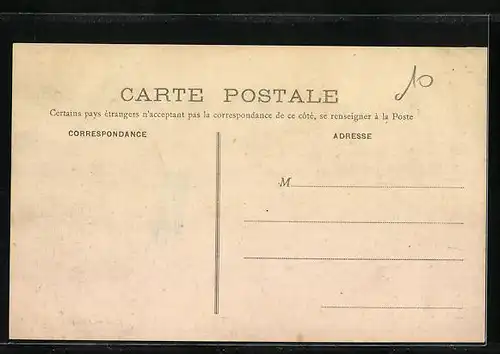 10
CARTE POSTALE
Certains pays étrangers n'acceptant pas la correspondance de ce côté, se renseigner à la Poste
CORRESPONDANCE
ADRESSE
M